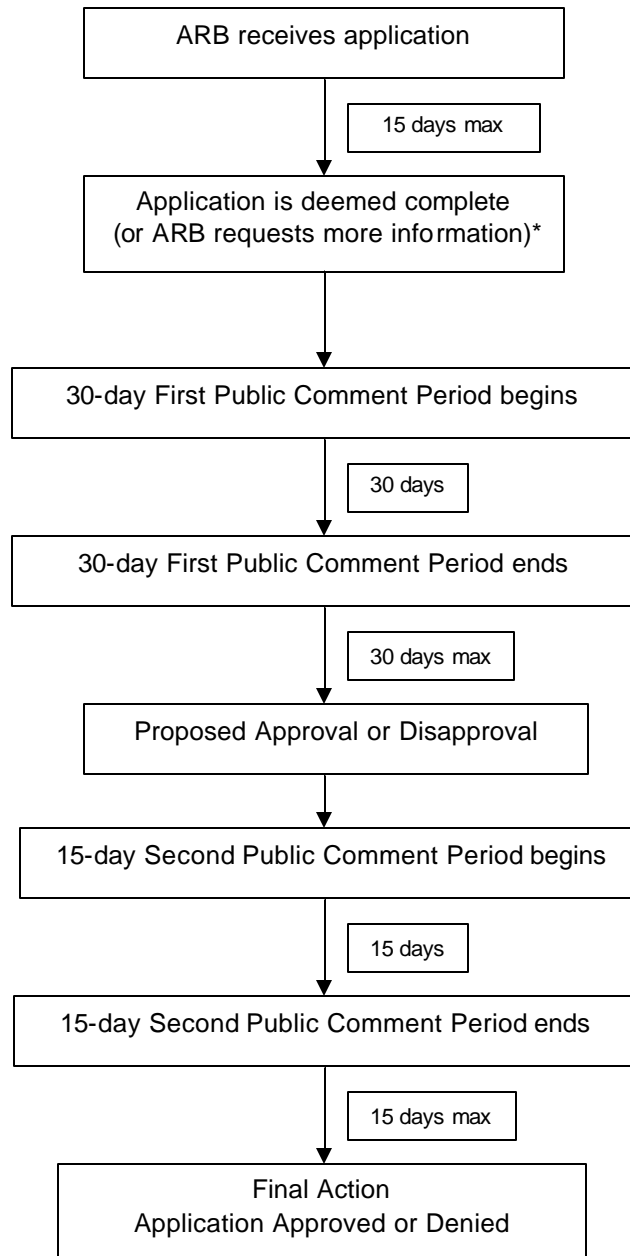 ARB receives application
15 days max
Application is deemed complete
(or ARB requests more information)*
30-day First Public Comment Period begins
30 days
30-day First Public Comment Period ends
30 days max
Proposed Approval or Disapproval
15-day Second Public Comment Period begins
15 days
15-day Second Public Comment Period ends
15 days max
Final Action
Application Approved or Denied